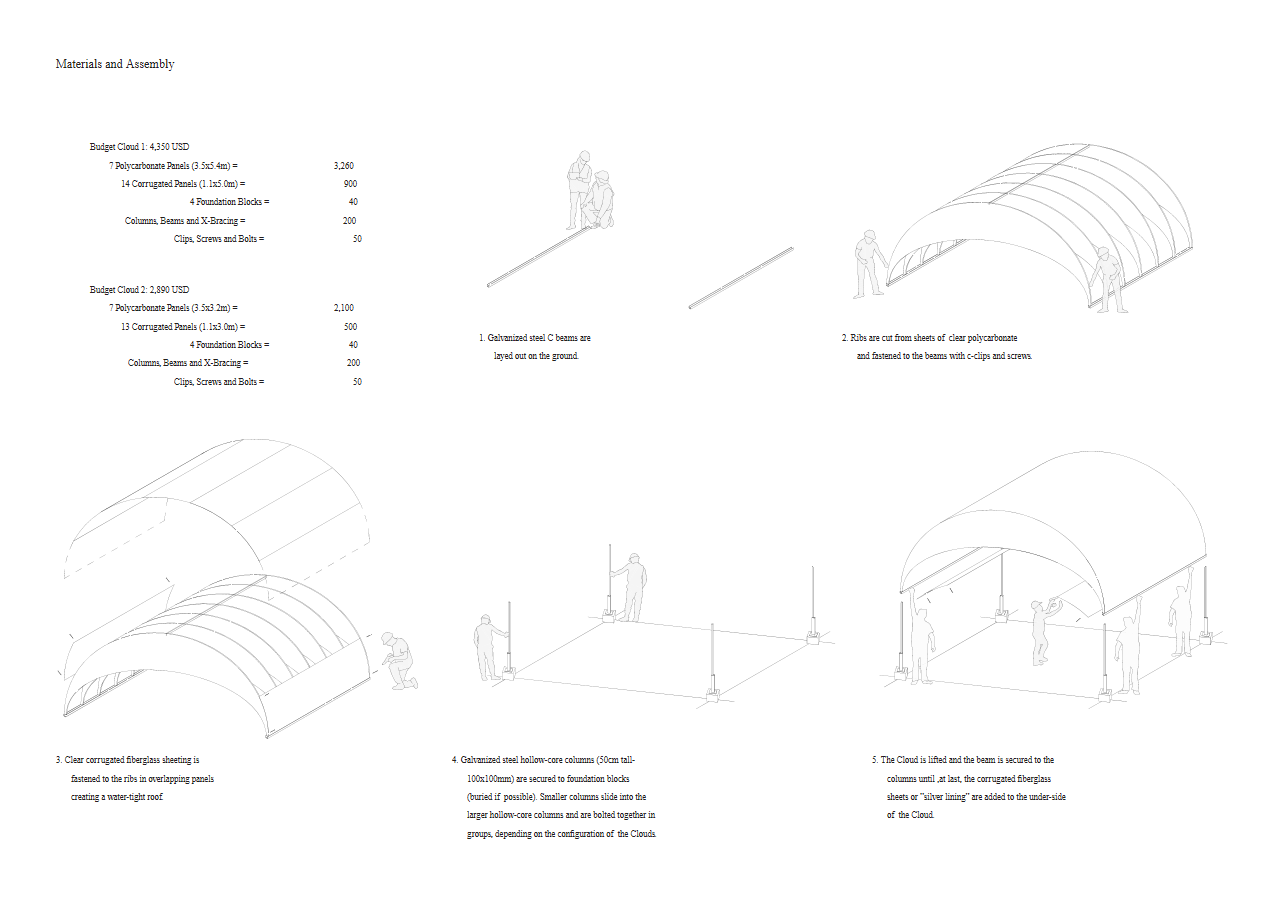 Materials and Assembly
Budget Cloud 1: 4,350 USD
7 Polycarbonate Panels (3.5x5.4m) = 3,260
14 Corrugated Panels (1.1x5.0m) = 900
4 Foundation Blocks = 40
Columns, Beams and X-Bracing = 200
Clips, Screws and Bolts = 50
Budget Cloud 2: 2,890 USD
7 Polycarbonate Panels (3.5x3.2m) = 2,100
13 Corrugated Panels (1.1x3.0m) = 500
4 Foundation Blocks = 40
Columns, Beams and X-Bracing = 200
Clips, Screws and Bolts = 50
1. Galvanized steel C beams are
layed out on the ground.
2. Ribs are cut from sheets of clear polycarbonate
and fastened to the beams with c-clips and screws.
3. Clear corrugated fiberglass sheeting is
fastened to the ribs in overlapping panels
creating a water-tight roof.
4. Galvanized steel hollow-core columns (50cm tall-
100x100mm) are secured to foundation blocks
(buried if possible). Smaller columns slide into the
larger hollow-core columns and are bolted together in
groups, depending on the configuration of the Clouds.
5. The Cloud is lifted and the beam is secured to the
columns until ,at last, the corrugated fiberglass
sheets or "silver lining" are added to the under-side
of the Cloud.